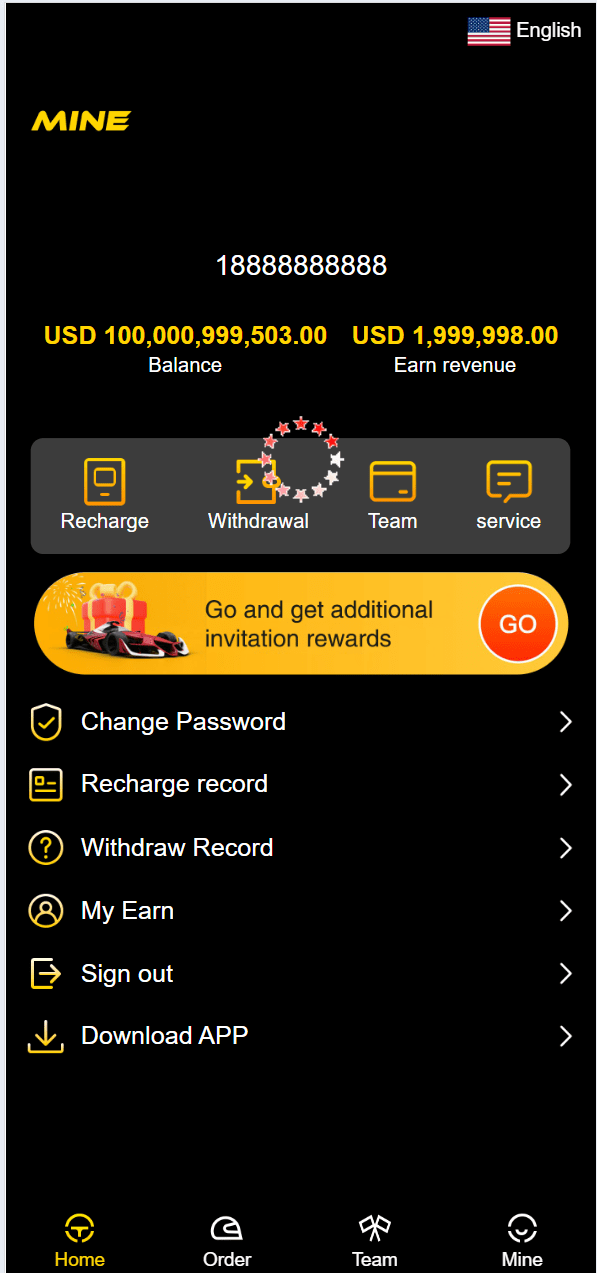 English
MINE
18888888888
USD 100,000,999,503.00 USD 1,999,998.00
Balance Earn revenue
Recharge Withdrawal Team service
Go and get additional
invitation rewards
GO
Change Password
Recharge record
Withdraw Record
My Earn
Sign out
Download APP
Home Order Team Mine